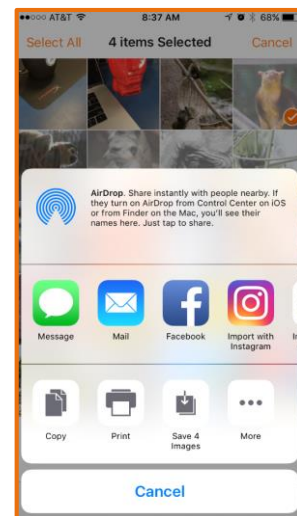 AT&T 8:37 AM 68%
Select All 4 items Selected Cancel
AirDrop. Share instantly with people nearby. If
they turn on AirDrop from Control Center on iOS
or from Finder on the Mac, you'll see their
names here. Just tap to share.
Message Mail Facebook Import with
Instagram
Copy Print Save 4
Images More
Cancel